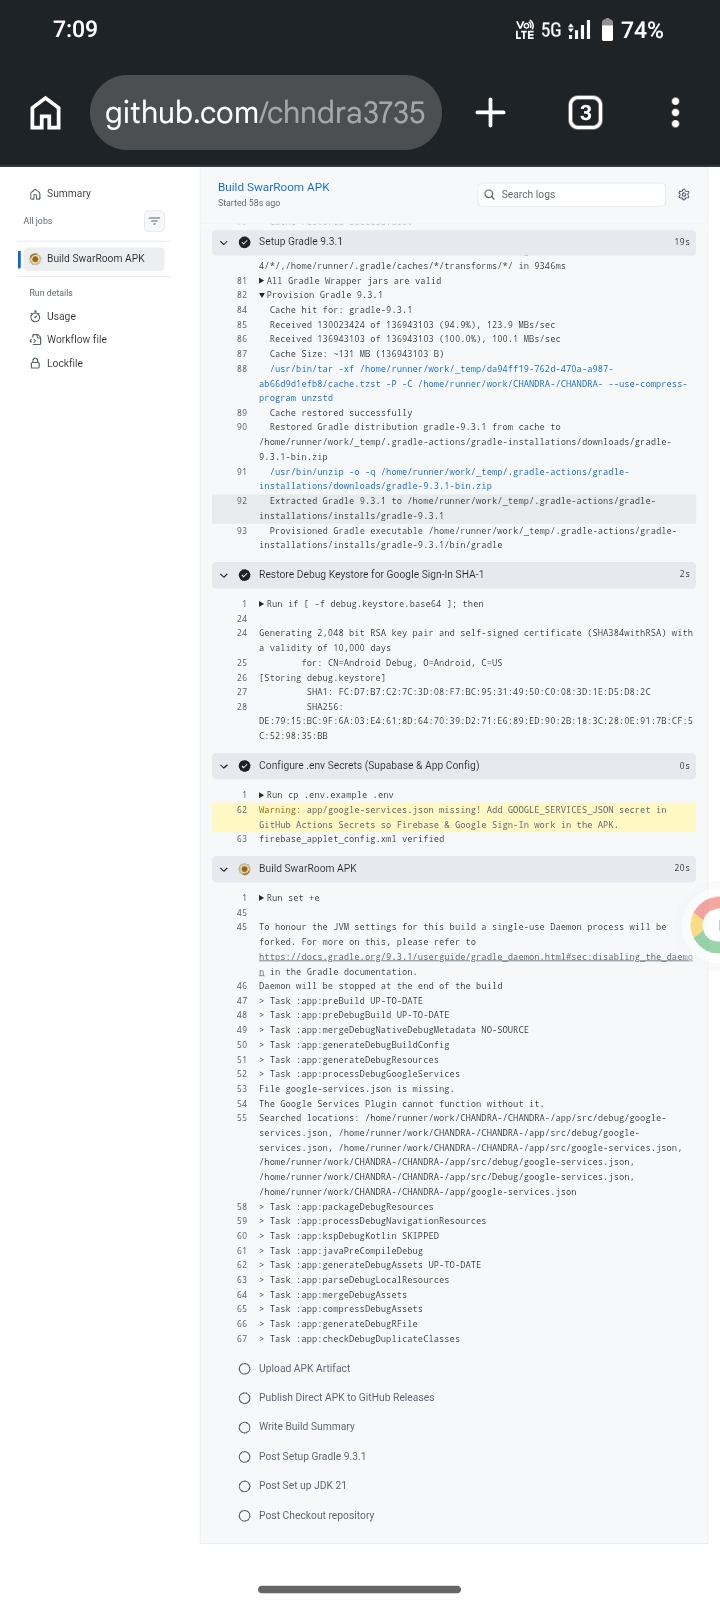 7:09
Vo) LTE 5G 74%
github.com/chndra3735
3
Summary
All jobs
Build SwarRoom APK
Run details
Usage
Workflow file
Lockfile
Build SwarRoom APK
Started 58s ago
Search logs
Setup Gradle 9.3.1 19s
4/*/,/home/runner/.gradle/caches/*/transforms/*/ in 9346ms
81 All Gradle Wrapper jars are valid
82 Provision Gradle 9.3.1
84 Cache hit for: gradle-9.3.1
85 Received 130023424 of 136943103 (94.9%), 123.9 MBs/sec
86 Received 136943103 of 136943103 (100.0%), 100.1 MBs/sec
87 Cache Size: ~131 MB (136943103 B)
88 /usr/bin/tar -xf /home/runner/work/_temp/da94ff19-762d-470a-a987-
ab66d9d1efb8/cache.tzst -P -C /home/runner/work/CHANDRA-/CHANDRA- --use-compress-
program unzstd
89 Cache restored successfully
90 Restored Gradle distribution gradle-9.3.1 from cache to
/home/runner/work/_temp/.gradle-actions/gradle-installations/downloads/gradle-
9.3.1-bin.zip
91 /usr/bin/unzip -o -q /home/runner/work/_temp/.gradle-actions/gradle-
installations/downloads/gradle-9.3.1-bin.zip
92 Extracted Gradle 9.3.1 to /home/runner/work/_temp/.gradle-actions/gradle-
installations/installs/gradle-9.3.1
93 Provisioned Gradle executable /home/runner/work/_temp/.gradle-actions/gradle-
installations/installs/gradle-9.3.1/bin/gradle
Restore Debug Keystore for Google Sign-In SHA-1 2s
1 Run if [ -f debug.keystore.base64 ]; then
24
24 Generating 2,048 bit RSA key pair and self-signed certificate (SHA384withRSA) with
a validity of 10,000 days
25 for: CN=Android Debug, O=Android, C=US
26 [Storing debug.keystore]
27 SHA1: FC:D7:B7:C2:7C:3D:08:F7:BC:95:31:49:50:C0:08:3D:1E:D5:D8:2C
28 SHA256:
DE:79:15:BC:9F:6A:03:E4:61:8D:64:70:39:D2:71:E6:89:ED:90:2B:18:3C:28:0E:91:7B:CF:5
C:52:98:35:BB
Configure .env Secrets (Supabase & App Config) 0s
1 Run cp .env.example .env
62 Warning: app/google-services.json missing! Add GOOGLE_SERVICES_JSON secret in
GitHub Actions Secrets so Firebase & Google Sign-In work in the APK.
63 firebase_applet_config.xml verified
Build SwarRoom APK 20s
1 Run set +e
45
45 To honour the JVM settings for this build a single-use Daemon process will be
forked. For more on this, please refer to
https://docs.gradle.org/9.3.1/userguide/gradle_daemon.html#sec:disabling_the_daemo
n in the Gradle documentation.
46 Daemon will be stopped at the end of the build
47 > Task :app:preBuild UP-TO-DATE
48 > Task :app:preDebugBuild UP-TO-DATE
49 > Task :app:mergeDebugNativeDebugMetadata NO-SOURCE
50 > Task :app:generateDebugBuildConfig
51 > Task :app:generateDebugResources
52 > Task :app:processDebugGoogleServices
53 File google-services.json is missing.
54 The Google Services Plugin cannot function without it.
55 Searched locations: /home/runner/work/CHANDRA-/CHANDRA-/app/src/debug/google-
services.json, /home/runner/work/CHANDRA-/CHANDRA-/app/src/debug/google-
services.json, /home/runner/work/CHANDRA-/CHANDRA-/app/src/google-services.json,
/home/runner/work/CHANDRA-/CHANDRA-/app/src/debug/google-services.json,
/home/runner/work/CHANDRA-/CHANDRA-/app/src/Debug/google-services.json,
/home/runner/work/CHANDRA-/CHANDRA-/app/google-services.json
58 > Task :app:packageDebugResources
59 > Task :app:processDebugNavigationResources
60 > Task :app:kspDebugKotlin SKIPPED
61 > Task :app:javaPreCompileDebug
62 > Task :app:generateDebugAssets UP-TO-DATE
63 > Task :app:parseDebugLocalResources
64 > Task :app:mergeDebugAssets
65 > Task :app:compressDebugAssets
66 > Task :app:generateDebugRFile
67 > Task :app:checkDebugDuplicateClasses
Upload APK Artifact
Publish Direct APK to GitHub Releases
Write Build Summary
Post Setup Gradle 9.3.1
Post Set up JDK 21
Post Checkout repository